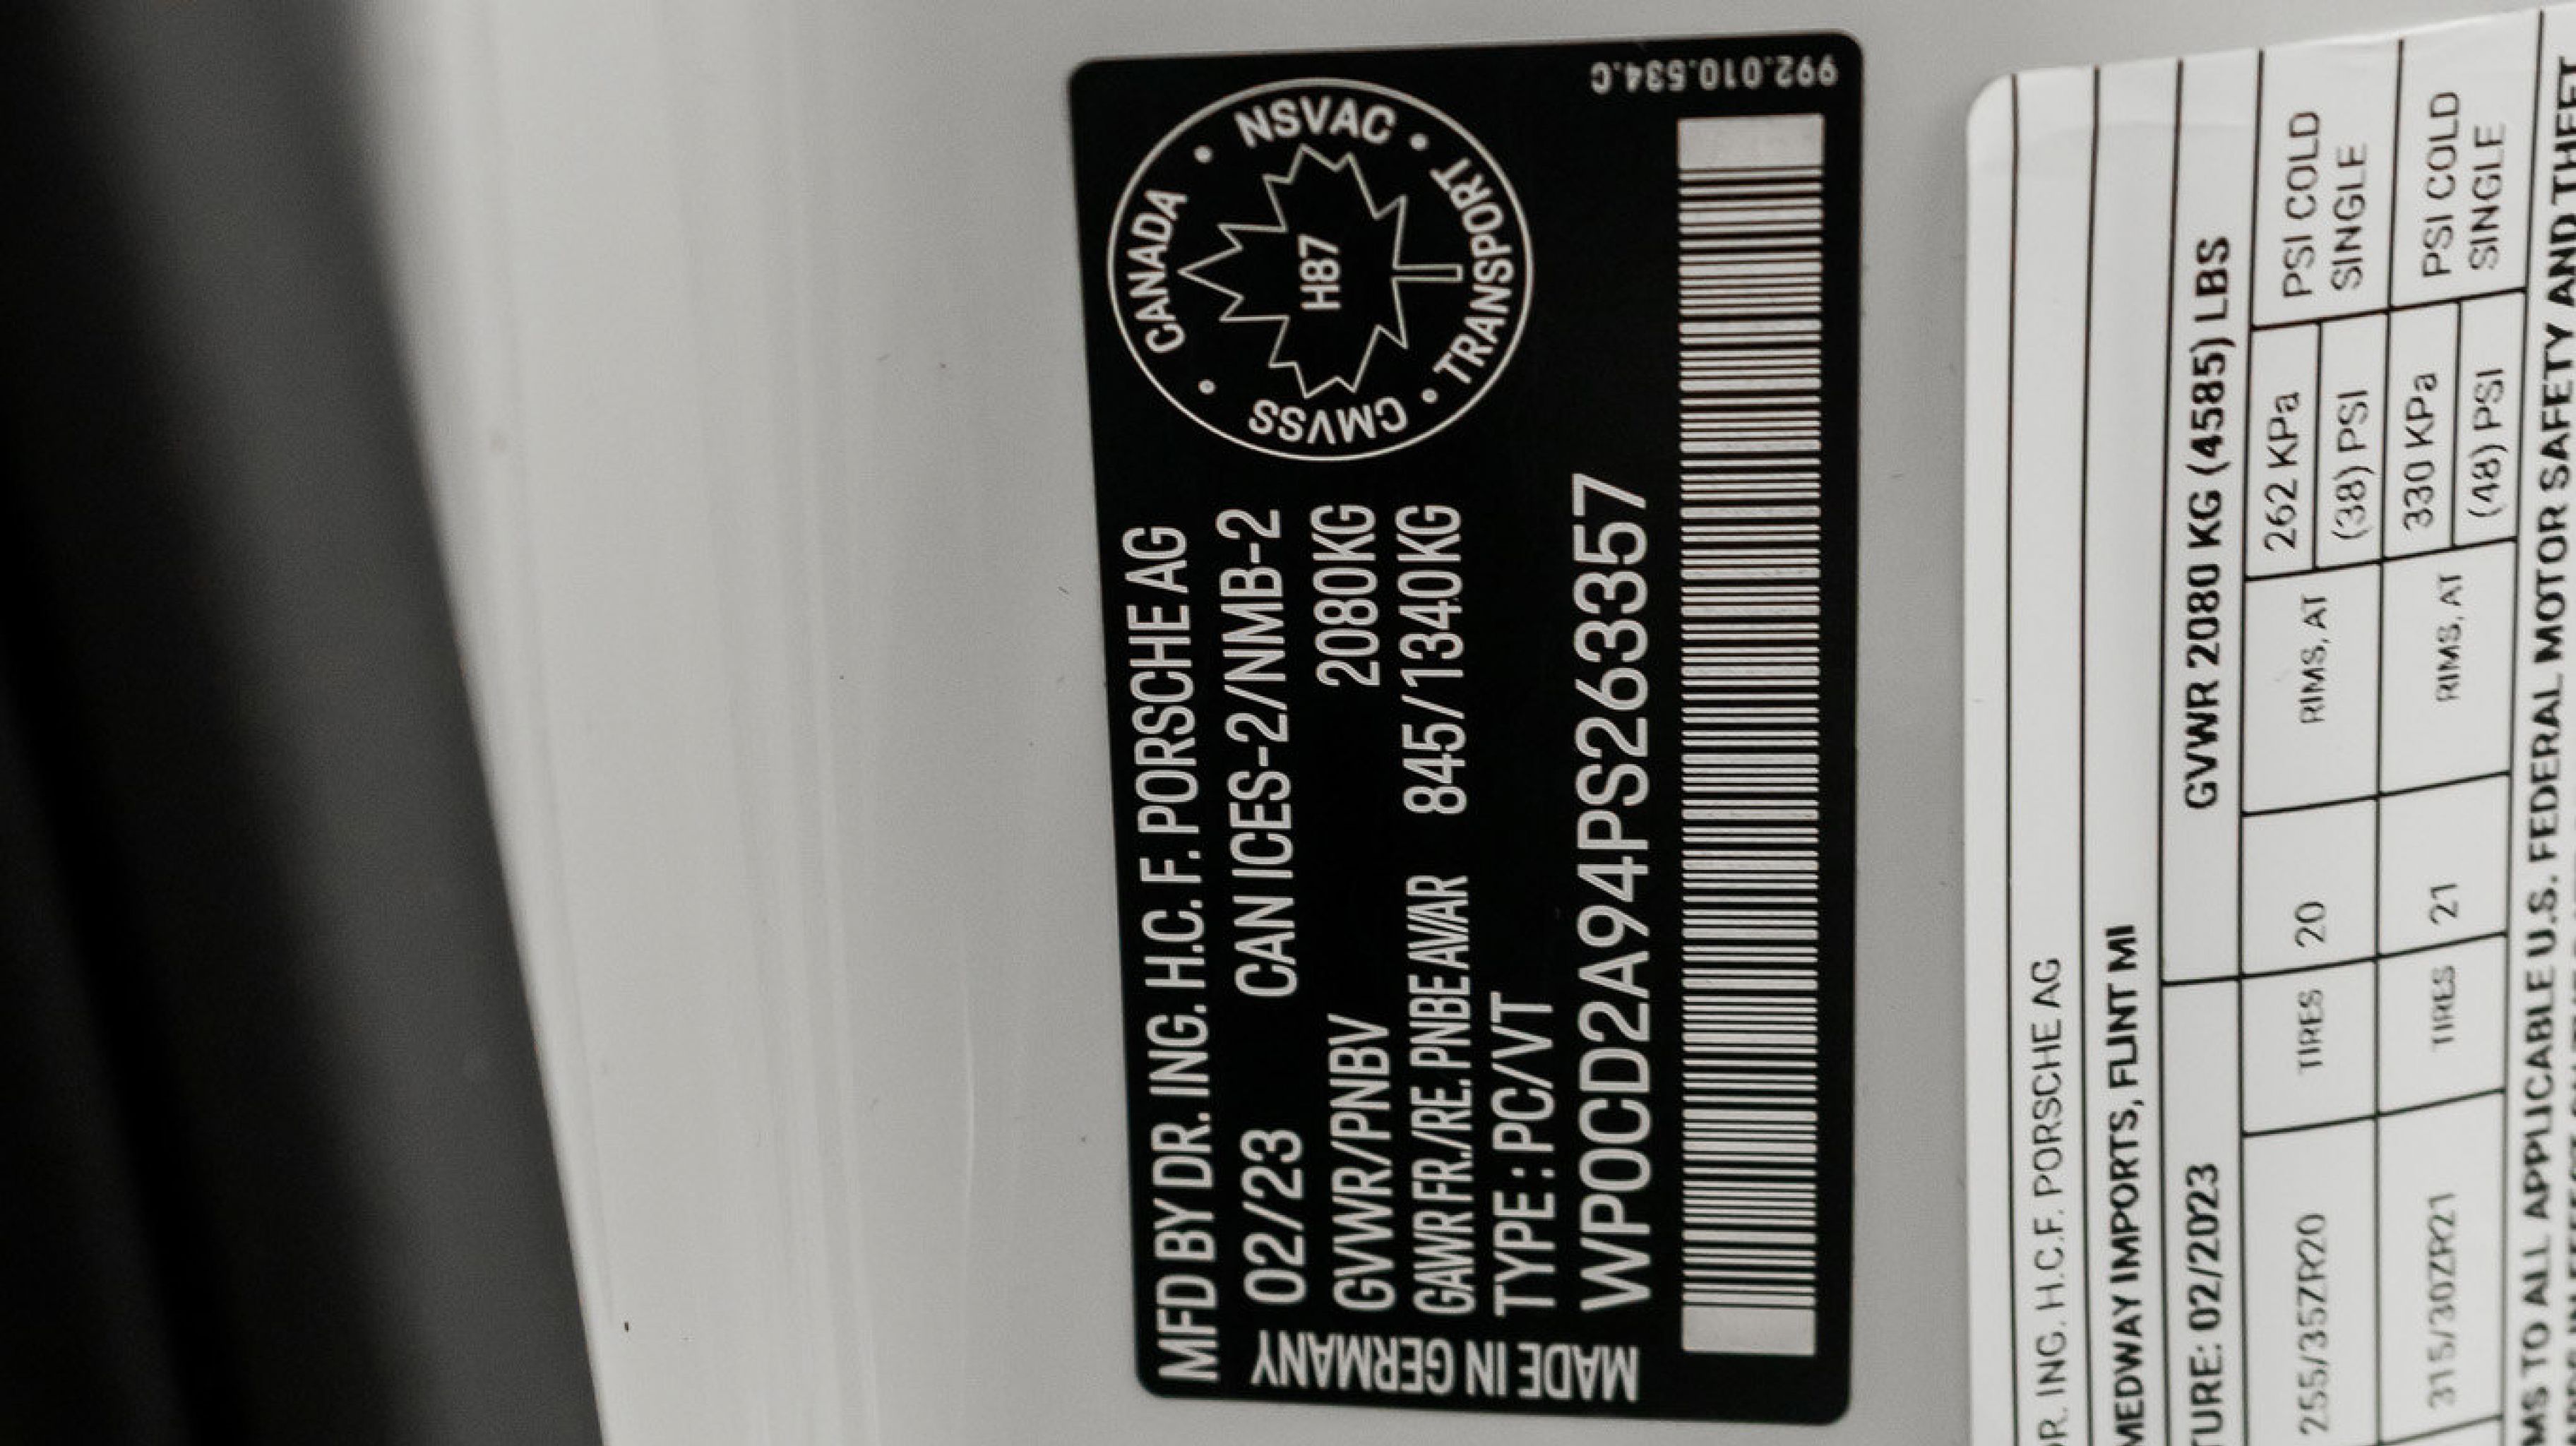 MFD BY DR. ING. H.C. F. PORSCHE AG
02/23 CAN ICES-2/NMB-2
GVWR/PNBV 2080KG
GAWR FR./RE. PNBE AV/AR 845/1340KG
TYPE : PC/VT
WP0CD2A94PS263357
MADE IN GERMANY
CANADA • NSVAC • TRANSPORT • CMVSS •
H87
992.010.534.C
DR. ING. H.C.F. PORSCHE AG
MEDWAY IMPORTS, FLINT MI
TURE: 02/2023 GVWR 2080 KG (4585) LBS
255/35ZR20 TIRES 20 RIMS, AT 262 KPa (38) PSI PSI COLD SINGLE
315/30ZR21 TIRES 21 RIMS, AT 330 KPa (48) PSI PSI COLD SINGLE
MS TO ALL APPLICABLE U.S. FEDERAL MOTOR SAFETY AND THEFT